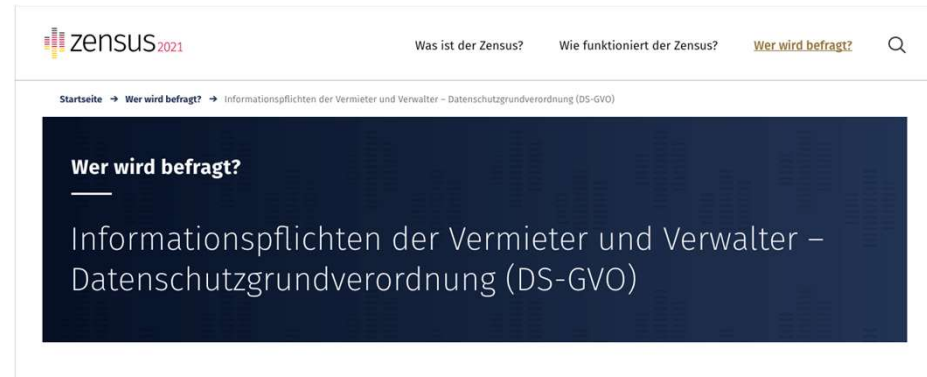 zensus2021
Was ist der Zensus? Wie funktioniert der Zensus? Wer wird befragt?
Startseite → Wer wird befragt? → Informationspflichten der Vermieter und Verwalter – Datenschutzgrundverordnung (DS-GVO)
Wer wird befragt?
Informationspflichten der Vermieter und Verwalter –
Datenschutzgrundverordnung (DS-GVO)